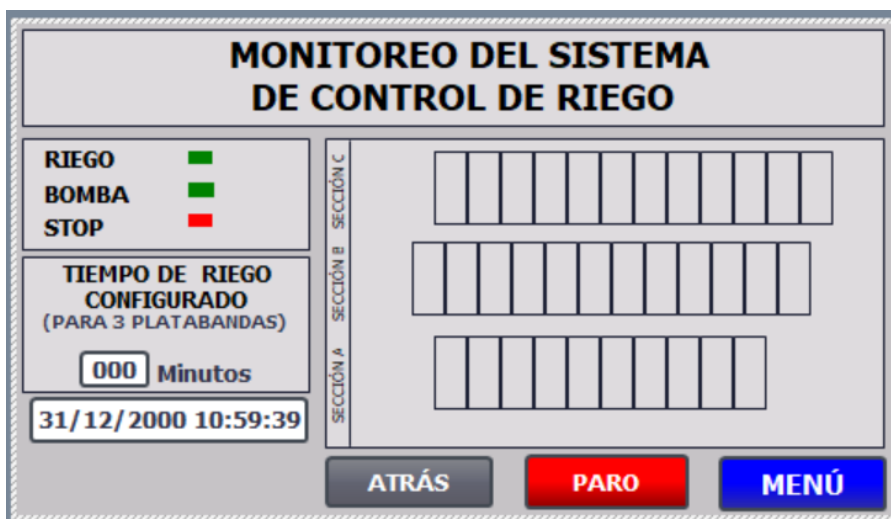 MONITOREO DEL SISTEMA
DE CONTROL DE RIEGO
RIEGO
BOMBA
STOP
TIEMPO DE RIEGO
CONFIGURADO
(PARA 3 PLATABANDAS)
000 Minutos
31/12/2000 10:59:39
SECCIÓN C
SECCIÓN B
SECCIÓN A
ATRÁS
PARO
MENÚ